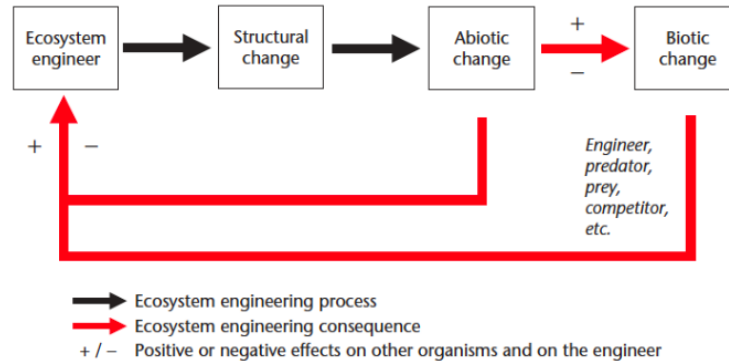 Ecosystem
engineer
Structural
change
Abiotic
change
+
−
Biotic
change
+ −
Engineer,
predator,
prey,
competitor,
etc.
Ecosystem engineering process
Ecosystem engineering consequence
+ / − Positive or negative effects on other organisms and on the engineer